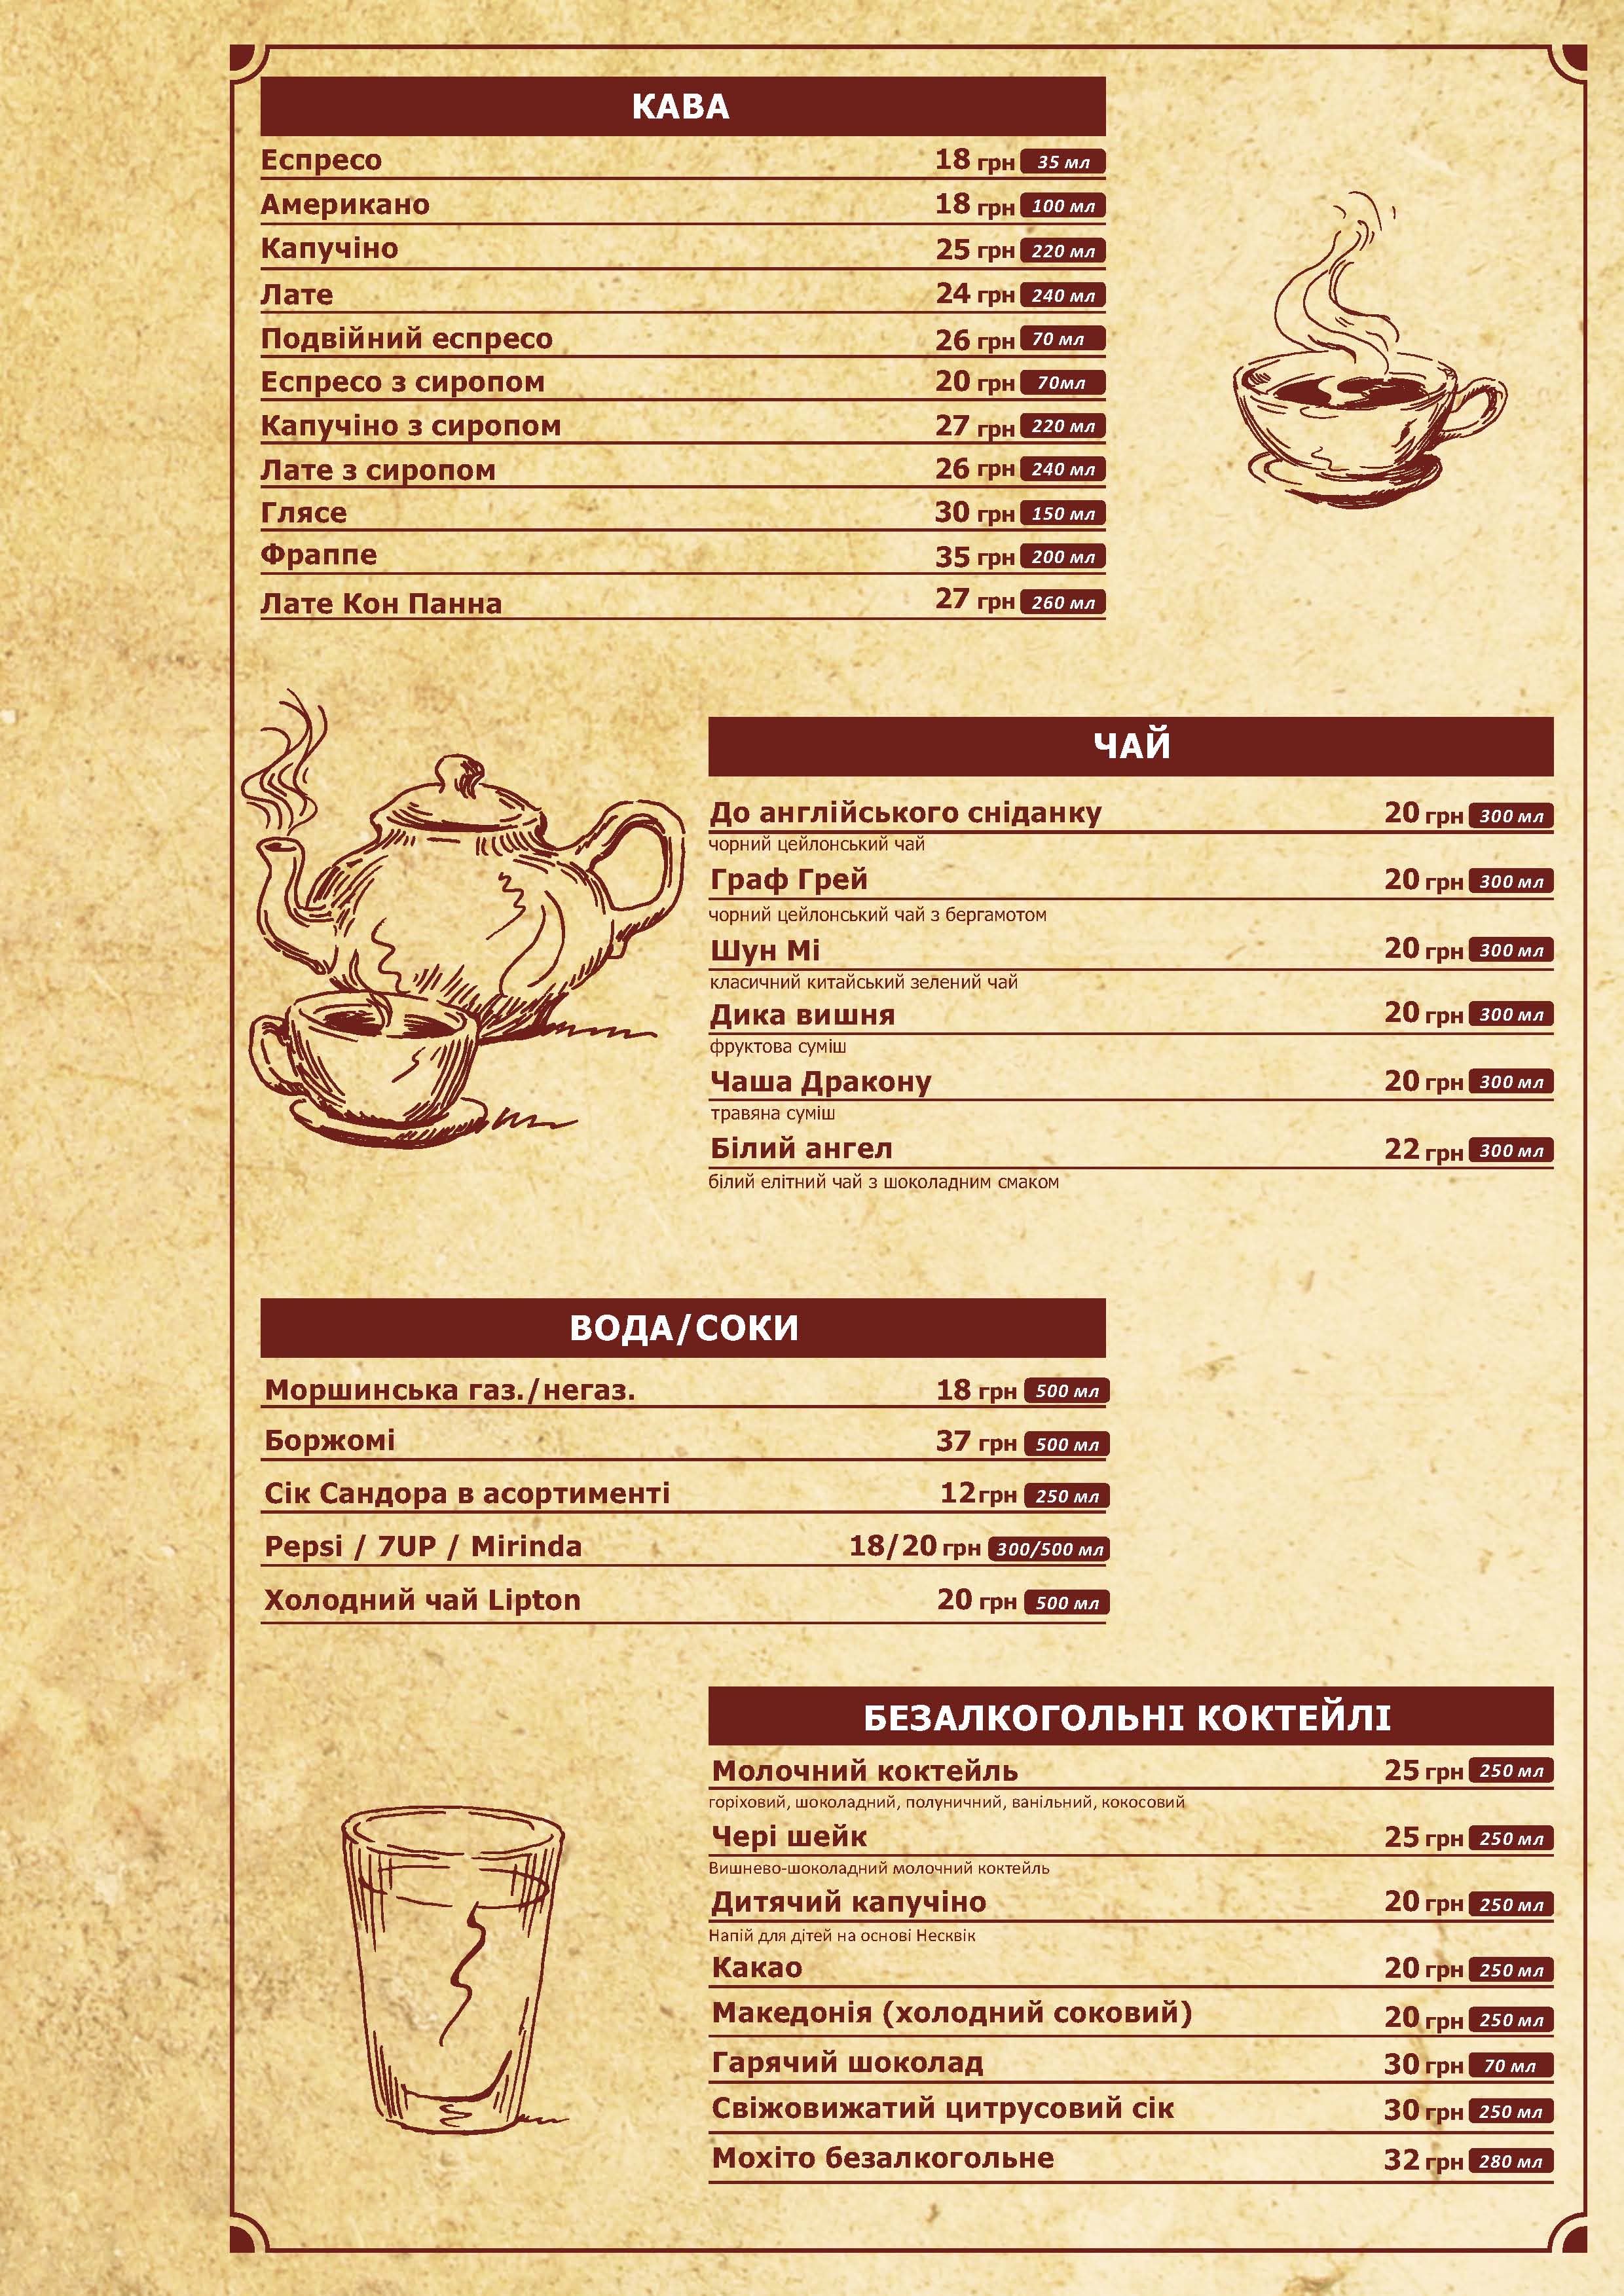 КАВА
Еспресо 18 грн 35 мл
Американо 18 грн 100 мл
Капучіно 25 грн 220 мл
Лате 24 грн 240 мл
Подвійний еспресо 26 грн 70 мл
Еспресо з сиропом 20 грн 70мл
Капучіно з сиропом 27 грн 220 мл
Лате з сиропом 26 грн 240 мл
Глясе 30 грн 150 мл
Фраппе 35 грн 200 мл
Лате Кон Панна 27 грн 260 мл
ЧАЙ
До англійського сніданку 20 грн 300 мл
чорний цейлонський чай
Граф Грей 20 грн 300 мл
чорний цейлонський чай з бергамотом
Шун Мі 20 грн 300 мл
класичний китайський зелений чай
Дика вишня 20 грн 300 мл
фруктова суміш
Чаша Дракону 20 грн 300 мл
травяна суміш
Білий ангел 22 грн 300 мл
білий елітний чай з шоколадним смаком
ВОДА/СОКИ
Моршинська газ./негаз. 18 грн 500 мл
Боржомі 37 грн 500 мл
Сік Сандора в асортименті 12грн 250 мл
Pepsi / 7UP / Mirinda 18/20 грн 300/500 мл
Холодний чай Lipton 20 грн 500 мл
БЕЗАЛКОГОЛЬНІ КОКТЕЙЛІ
Молочний коктейль 25 грн 250 мл
горіховий, шоколадний, полуничний, ванільний, кокосовий
Чері шейк 25 грн 250 мл
Вишнево-шоколадний молочний коктейль
Дитячий капучіно 20 грн 250 мл
Напій для дітей на основі Несквік
Какао 20 грн 250 мл
Македонія (холодний соковий) 20 грн 250 мл
Гарячий шоколад 30 грн 70 мл
Свіжовижатий цитрусовий сік 30 грн 250 мл
Мохіто безалкогольне 32 грн 280 мл